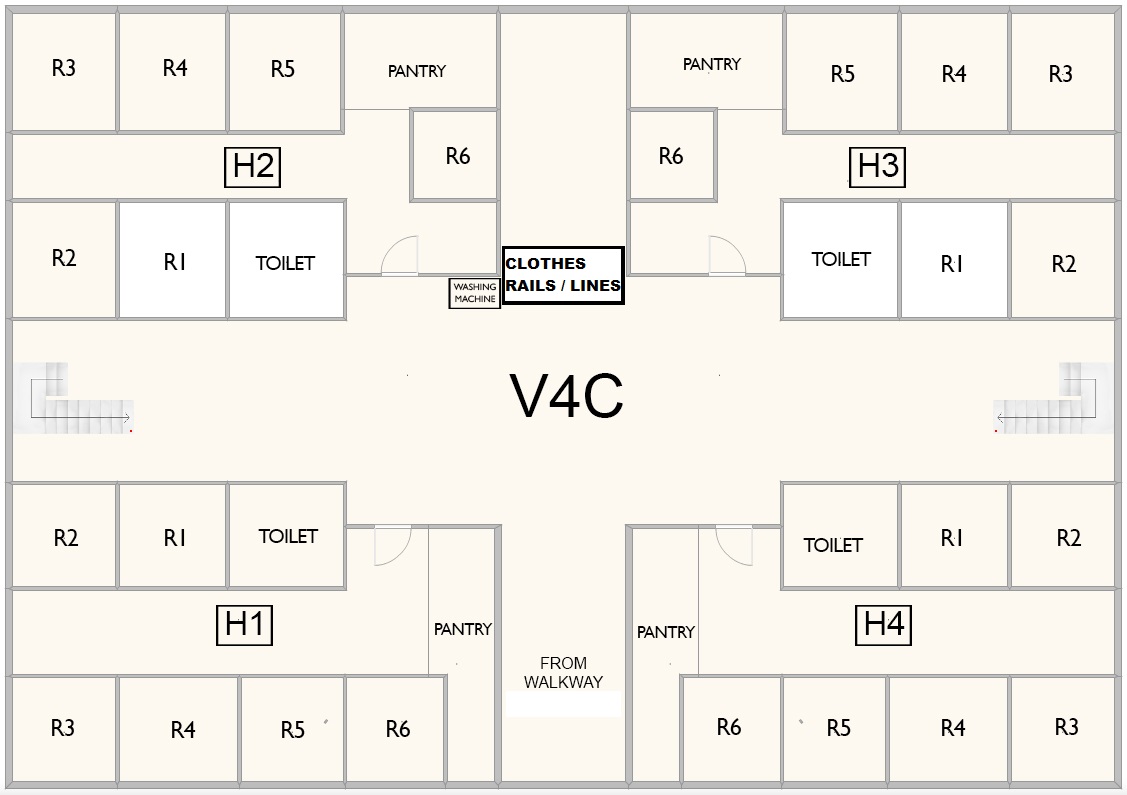 R3
R4
R5
PANTRY
PANTRY
R5
R4
R3
R6
R6
H2
H3
R2
R1
TOILET
TOILET
R1
R2
CLOTHES
RAILS / LINES
WASHING
MACHINE
V4C
R2
R1
TOILET
TOILET
R1
R2
H1
PANTRY
PANTRY
H4
FROM
WALKWAY
R3
R4
R5
R6
R6
R5
R4
R3